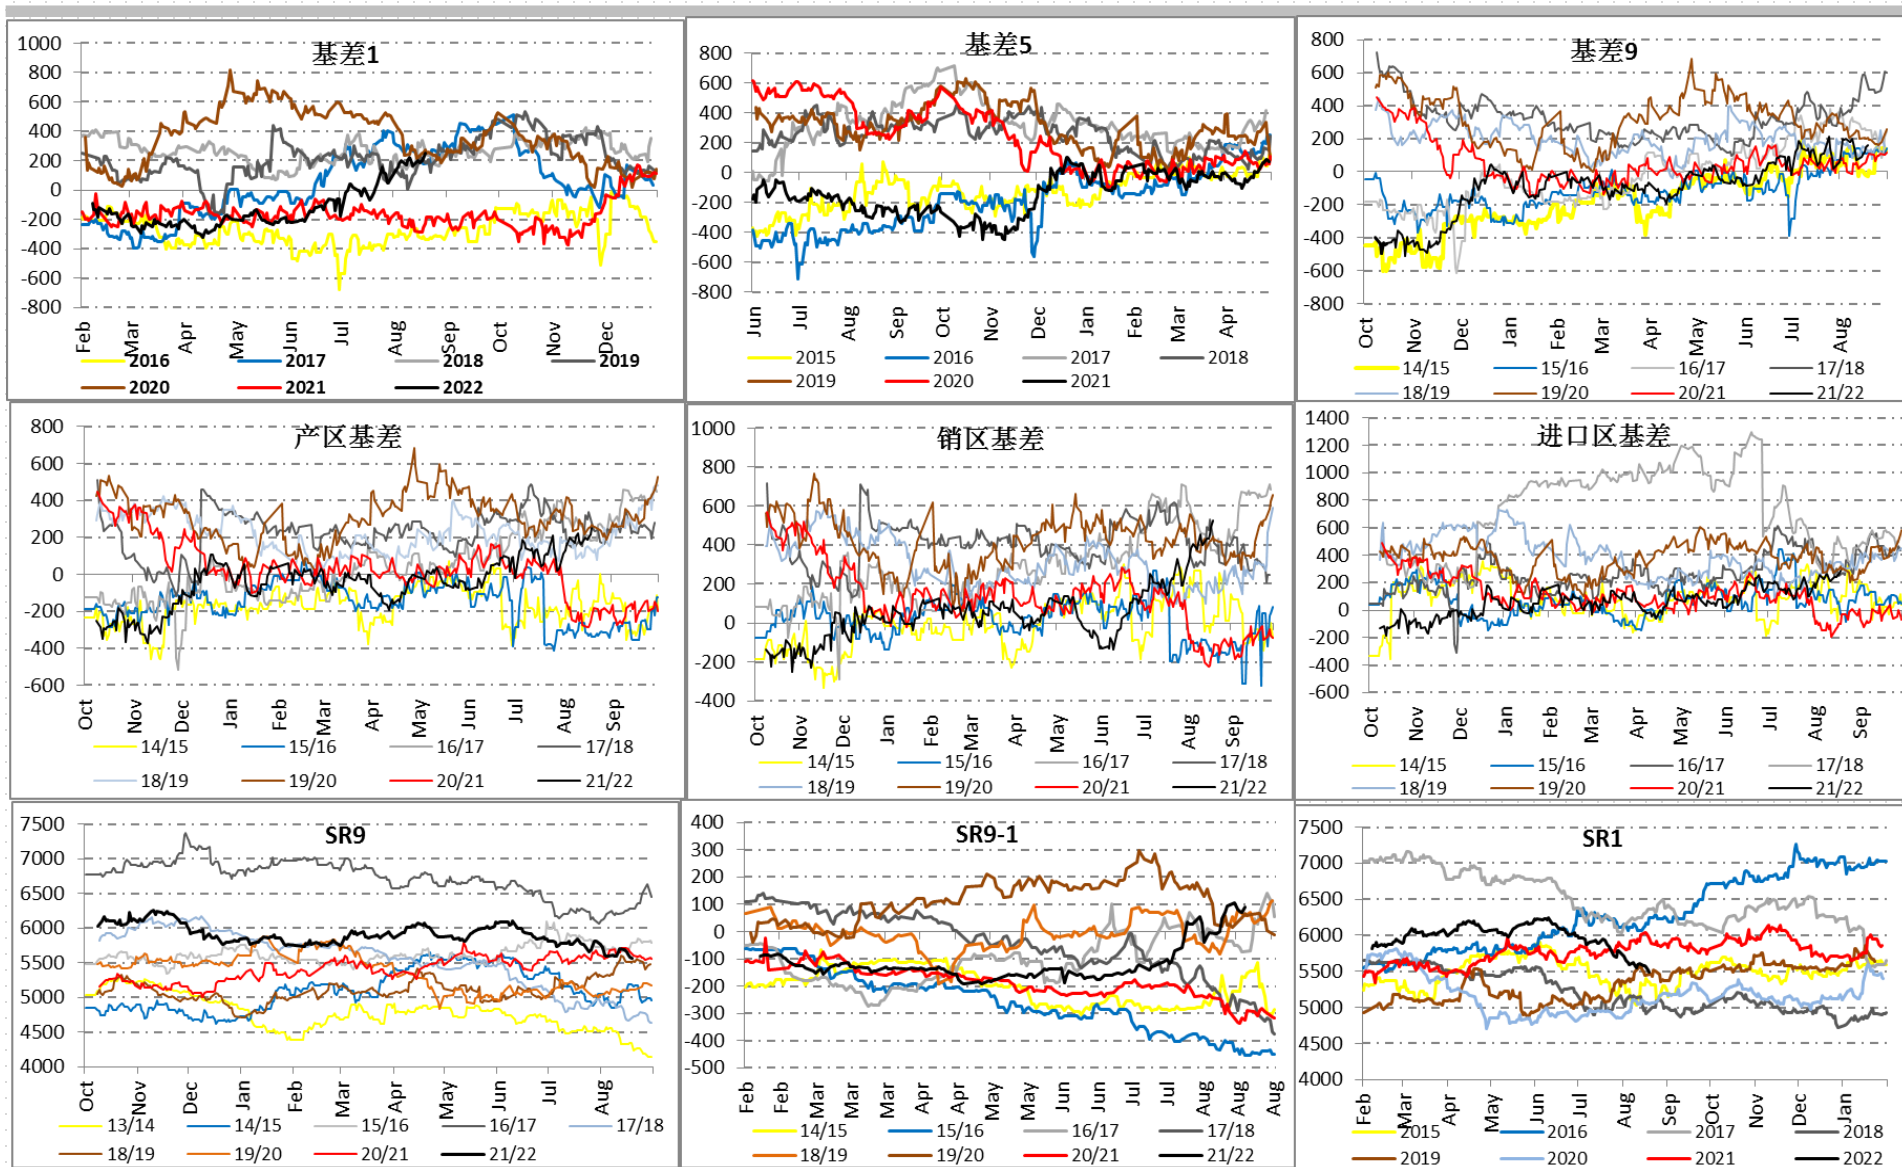 基差1
1000
800
600
400
200
0
-200
-400
-600
-800
Feb Mar Apr May Jun Jul Aug Sep Oct Nov Dec
2016 2017 2018 2019
2020 2021 2022
基差5
800
600
400
200
0
-200
-400
-600
-800
Jun Jul Aug Sep Oct Nov Dec Jan Feb Mar Apr
2015 2016 2017 2018
2019 2020 2021
基差9
800
600
400
200
0
-200
-400
-600
-800
Oct Nov Dec Jan Feb Mar Apr May Jun Jul Aug
14/15 15/16 16/17 17/18
18/19 19/20 20/21 21/22
产区基差
800
600
400
200
0
-200
-400
-600
Oct Nov Dec Jan Feb Mar Apr May Jun Jul Aug Sep
14/15 15/16 16/17 17/18
18/19 19/20 20/21 21/22
销区基差
1000
800
600
400
200
0
-200
-400
Oct Nov Dec Jan Feb Mar Apr May Jun Jul Aug Sep
14/15 15/16 16/17 17/18
18/19 19/20 20/21 21/22
进口区基差
1400
1200
1000
800
600
400
200
0
-200
-400
-600
Oct Nov Dec Jan Feb Mar Apr May Jun Jul Aug Sep
14/15 15/16 16/17 17/18
18/19 19/20 20/21 21/22
SR9
7500
7000
6500
6000
5500
5000
4500
4000
Oct Nov Dec Jan Feb Mar Apr May Jun Jul Aug
13/14 14/15 15/16 16/17 17/18
18/19 19/20 20/21 21/22
SR9-1
400
300
200
100
0
-100
-200
-300
-400
-500
Feb Feb Mar Mar Apr Apr May May Jun Jun Jun Jul Jul Aug Aug Aug
14/15 15/16 16/17 17/18
18/19 19/20 20/21 21/22
SR1
7500
7000
6500
6000
5500
5000
4500
4000
Feb Mar Apr May Jun Jul Aug Sep Oct Nov Dec Jan
2015 2016 2017 2018
2019 2020 2021 2022